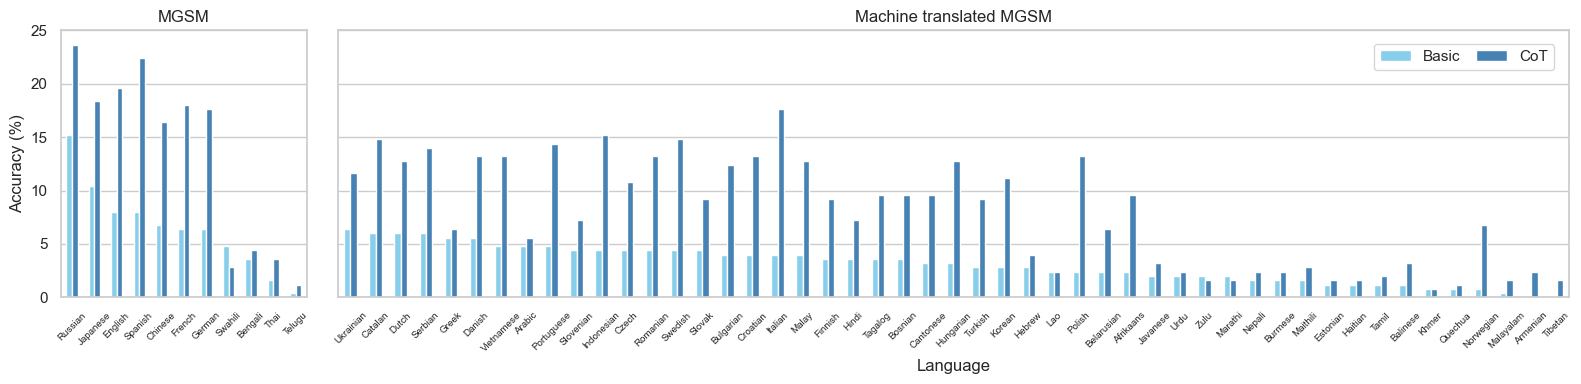 MGSM
Machine translated MGSM
Accuracy (%)
25
20
15
10
5
0
Basic
CoT
Russian
Japanese
English
Spanish
Chinese
French
German
Swahili
Bengali
Thai
Telugu
Ukrainian
Catalan
Dutch
Serbian
Greek
Danish
Vietnamese
Arabic
Portuguese
Slovenian
Indonesian
Czech
Romanian
Swedish
Slovak
Bulgarian
Croatian
Italian
Malay
Finnish
Hindi
Tagalog
Bosnian
Cantonese
Hungarian
Turkish
Korean
Hebrew
Lao
Polish
Belarusian
Afrikaans
Javanese
Urdu
Zulu
Marathi
Nepali
Burmese
Maithili
Estonian
Haitian
Tamil
Balinese
Khmer
Quechua
Norwegian
Malayalam
Armenian
Tibetan
Language